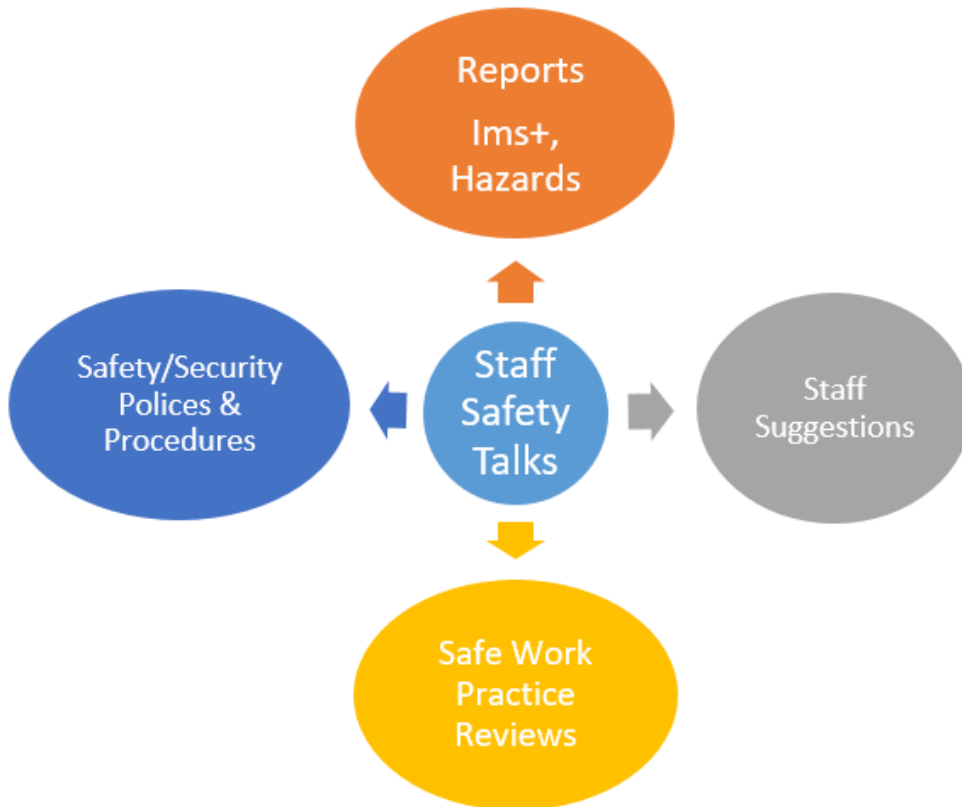 Reports
Ims+,
Hazards
Safety/Security
Polices &
Procedures
Staff
Safety
Talks
Staff
Suggestions
Safe Work
Practice
Reviews